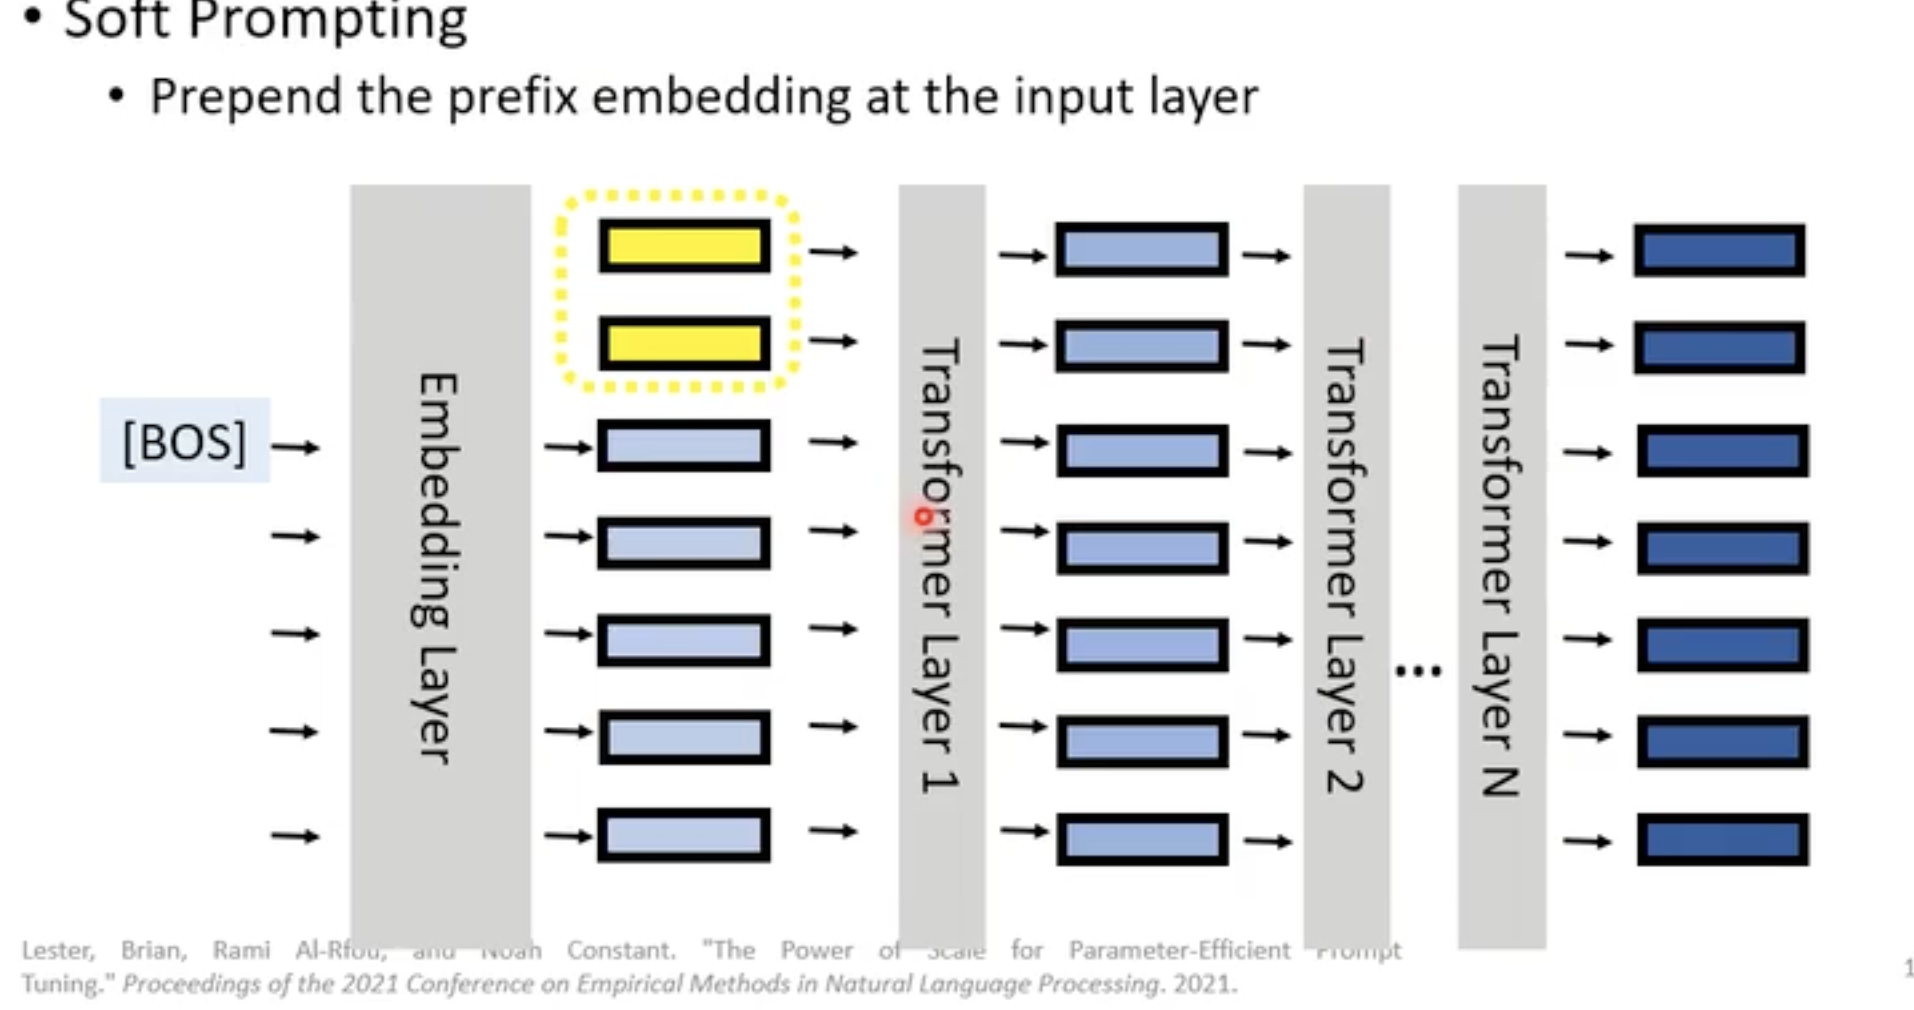 • Soft Prompting
• Prepend the prefix embedding at the input layer
[BOS]
Embedding Layer
Transformer Layer 1
Transformer Layer 2
...
Transformer Layer N
Lester, Brian, Rami Al-Rfou, and Noah Constant. "The Power of Scale for Parameter-Efficient Prompt
Tuning." Proceedings of the 2021 Conference on Empirical Methods in Natural Language Processing. 2021.
1